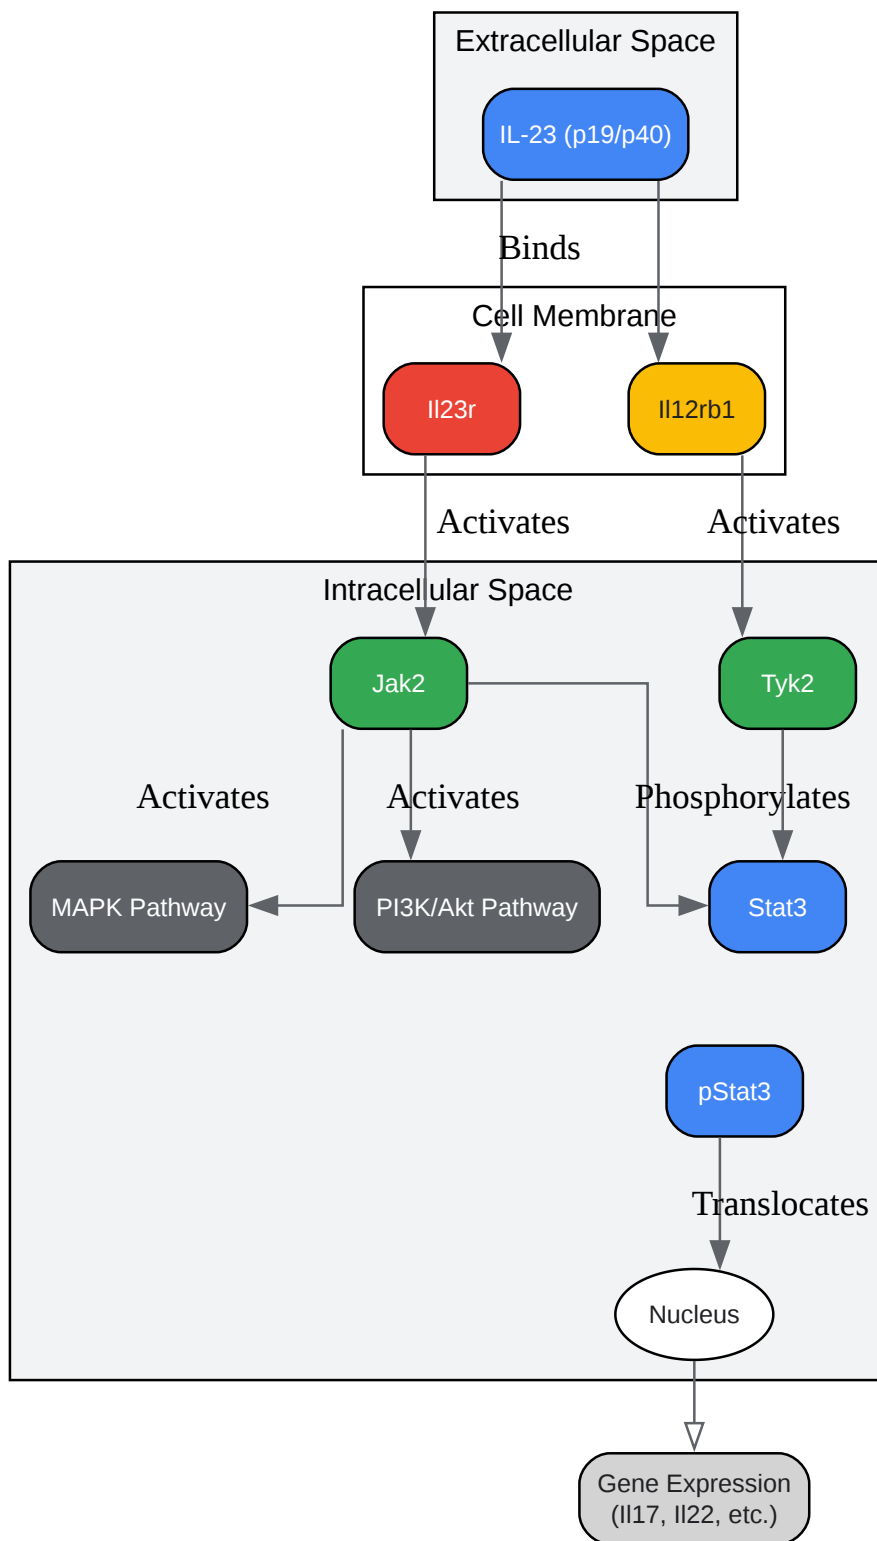 Extracellular Space
IL-23 (p19/p40)
Binds
Cell Membrane
Il23r
Il12rb1
Activates
Activates
Intracellular Space
Jak2
Tyk2
Activates
Activates
Phosphorylates
MAPK Pathway
PI3K/Akt Pathway
Stat3
pStat3
Translocates
Nucleus
Gene Expression
(Il17, Il22, etc.)